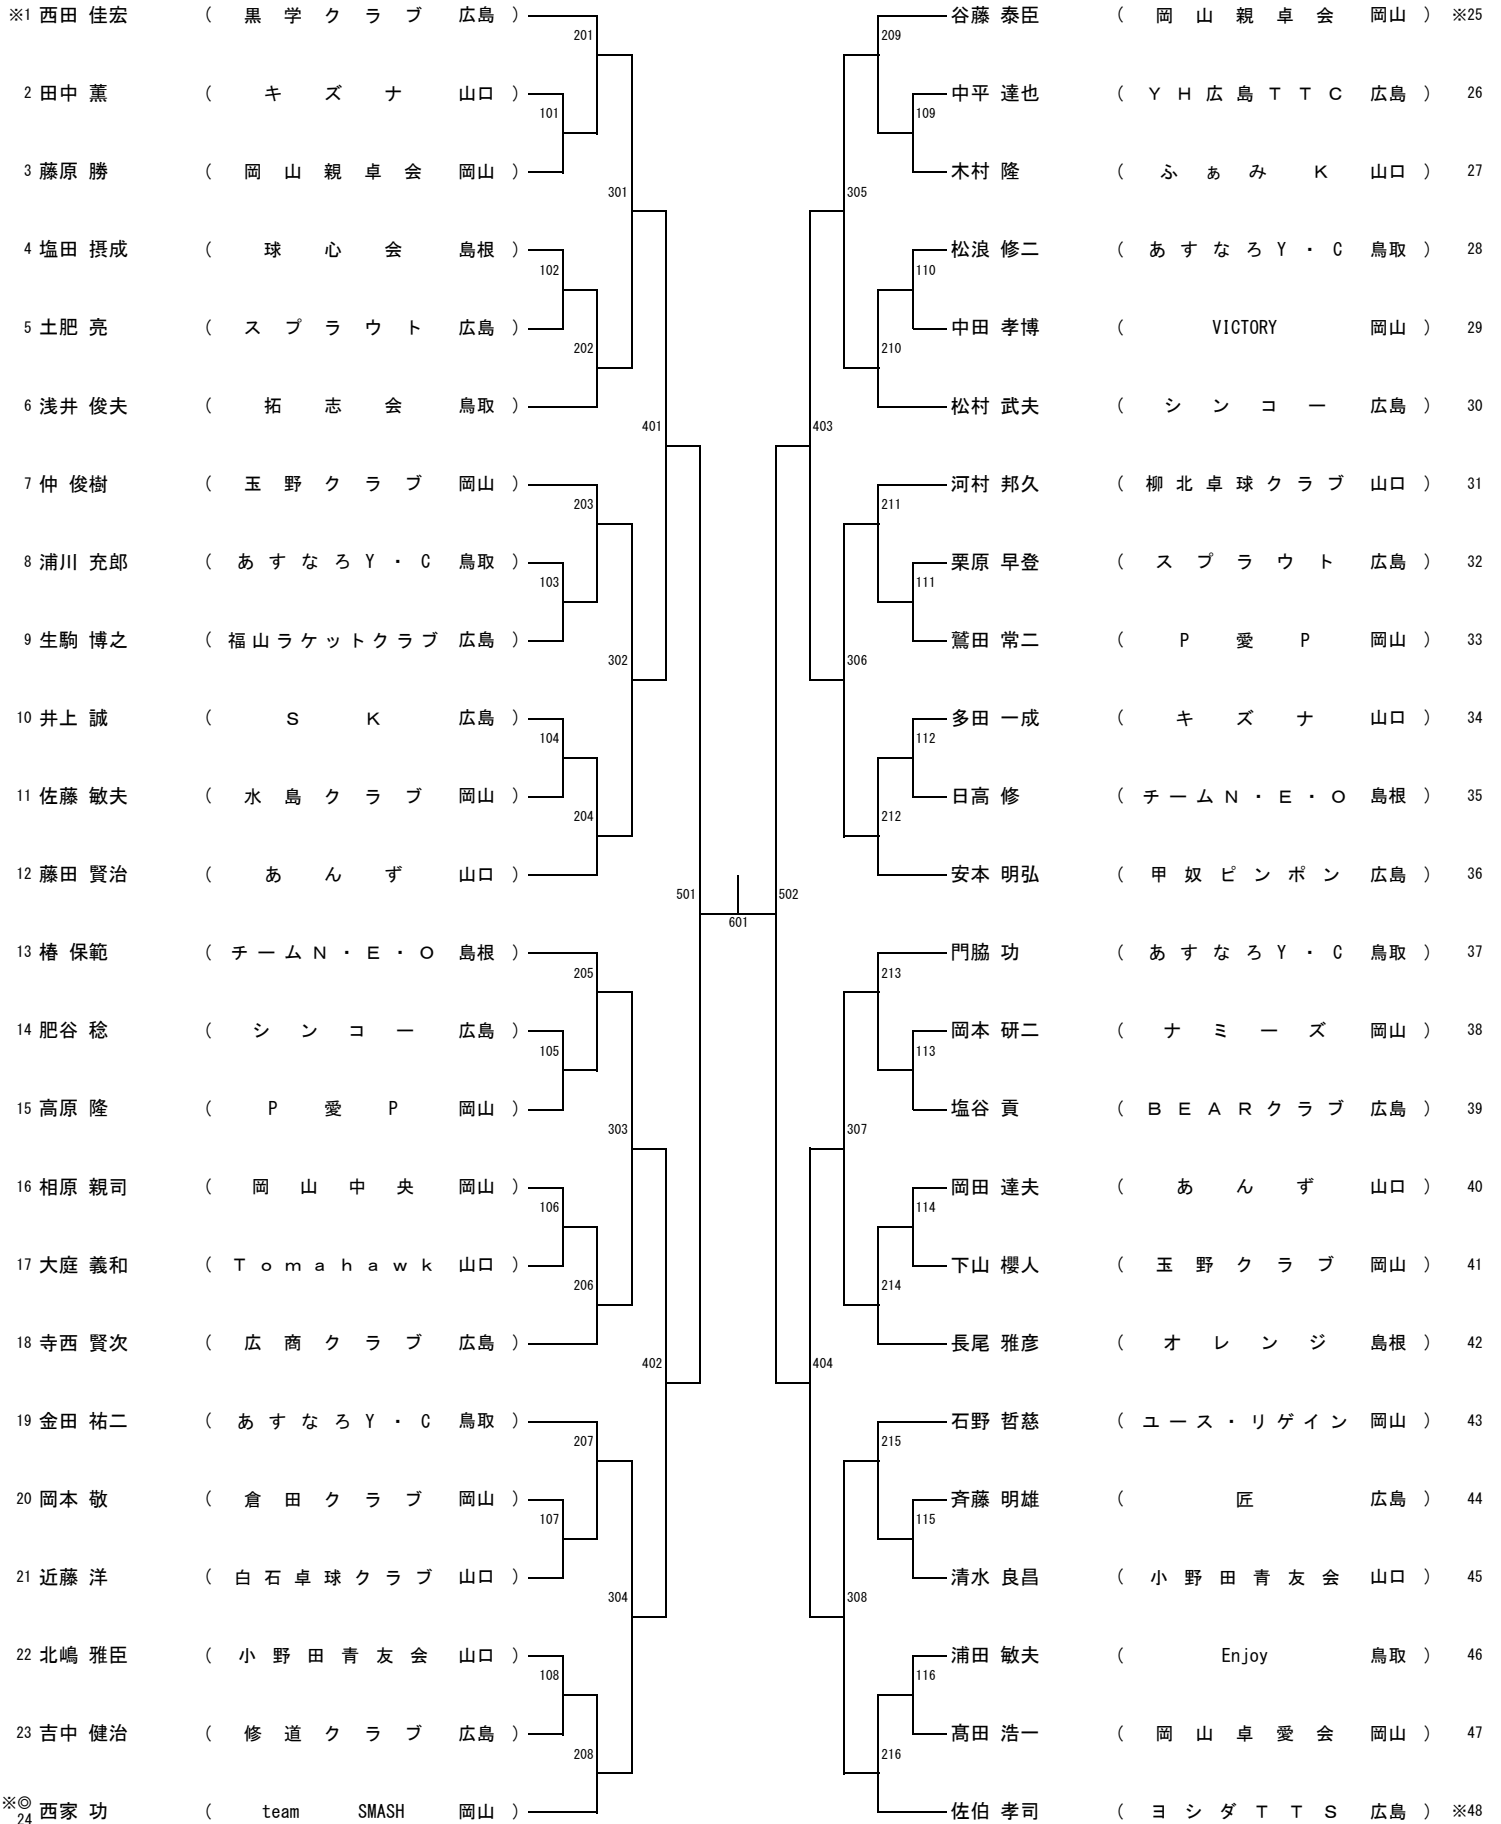 ※1 西田 佳宏 ( 黒学クラブ 広島 )
201
2 田中 薫 ( キズナ 山口 )
101
3 藤原 勝 ( 岡山親卓会 岡山 )
301
4 塩田 摂成 ( 球心会 島根 )
102
5 土肥 亮 ( スプラウト 広島 )
202
6 浅井 俊夫 ( 拓志会 鳥取 )
401
7 仲 俊樹 ( 玉野クラブ 岡山 )
203
8 浦川 充郎 ( あすなろY・C 鳥取 )
103
9 生駒 博之 ( 福山ラケットクラブ 広島 )
302
10 井上 誠 ( SK 広島 )
104
11 佐藤 敏夫 ( 水島クラブ 岡山 )
204
12 藤田 賢治 ( あんず 山口 )
501
13 椿 保範 ( チームN・E・O 島根 )
205
14 肥谷 稔 ( シンコー 広島 )
105
15 高原 隆 ( P愛P 岡山 )
303
16 相原 親司 ( 岡山中央 岡山 )
106
17 大庭 義和 ( Tomahawk 山口 )
206
18 寺西 賢次 ( 広商クラブ 広島 )
402
19 金田 祐二 ( あすなろY・C 鳥取 )
207
20 岡本 敬 ( 倉田クラブ 岡山 )
107
21 近藤 洋 ( 白石卓球クラブ 山口 )
304
22 北嶋 雅臣 ( 小野田青友会 山口 )
108
23 吉中 健治 ( 修道クラブ 広島 )
208
※◎24 西家 功 ( team SMASH 岡山 )
601
谷藤 泰臣 ( 岡山親卓会 岡山 ) ※25
209
中平 達也 ( YH広島TTC 広島 ) 26
109
木村 隆 ( ふぁみK 山口 ) 27
305
松浪 修二 ( あすなろY・C 鳥取 ) 28
110
中田 孝博 ( VICTORY 岡山 ) 29
210
松村 武夫 ( シンコー 広島 ) 30
403
河村 邦久 ( 柳北卓球クラブ 山口 ) 31
211
栗原 早登 ( スプラウト 広島 ) 32
111
鷲田 常二 ( P愛P 岡山 ) 33
306
多田 一成 ( キズナ 山口 ) 34
112
日高 修 ( チームN・E・O 島根 ) 35
212
安本 明弘 ( 甲奴ピンポン 広島 ) 36
502
門脇 功 ( あすなろY・C 鳥取 ) 37
213
岡本 研二 ( ナミーズ 岡山 ) 38
113
塩谷 貢 ( BEARクラブ 広島 ) 39
307
岡田 達夫 ( あんず 山口 ) 40
114
下山 櫻人 ( 玉野クラブ 岡山 ) 41
214
長尾 雅彦 ( オレンジ 島根 ) 42
404
石野 哲慈 ( ユース・リゲイン 岡山 ) 43
215
斉藤 明雄 ( 匠 広島 ) 44
115
清水 良昌 ( 小野田青友会 山口 ) 45
308
浦田 敏夫 ( Enjoy 鳥取 ) 46
116
髙田 浩一 ( 岡山卓愛会 岡山 ) 47
216
佐伯 孝司 ( ヨシダTTS 広島 ) ※48